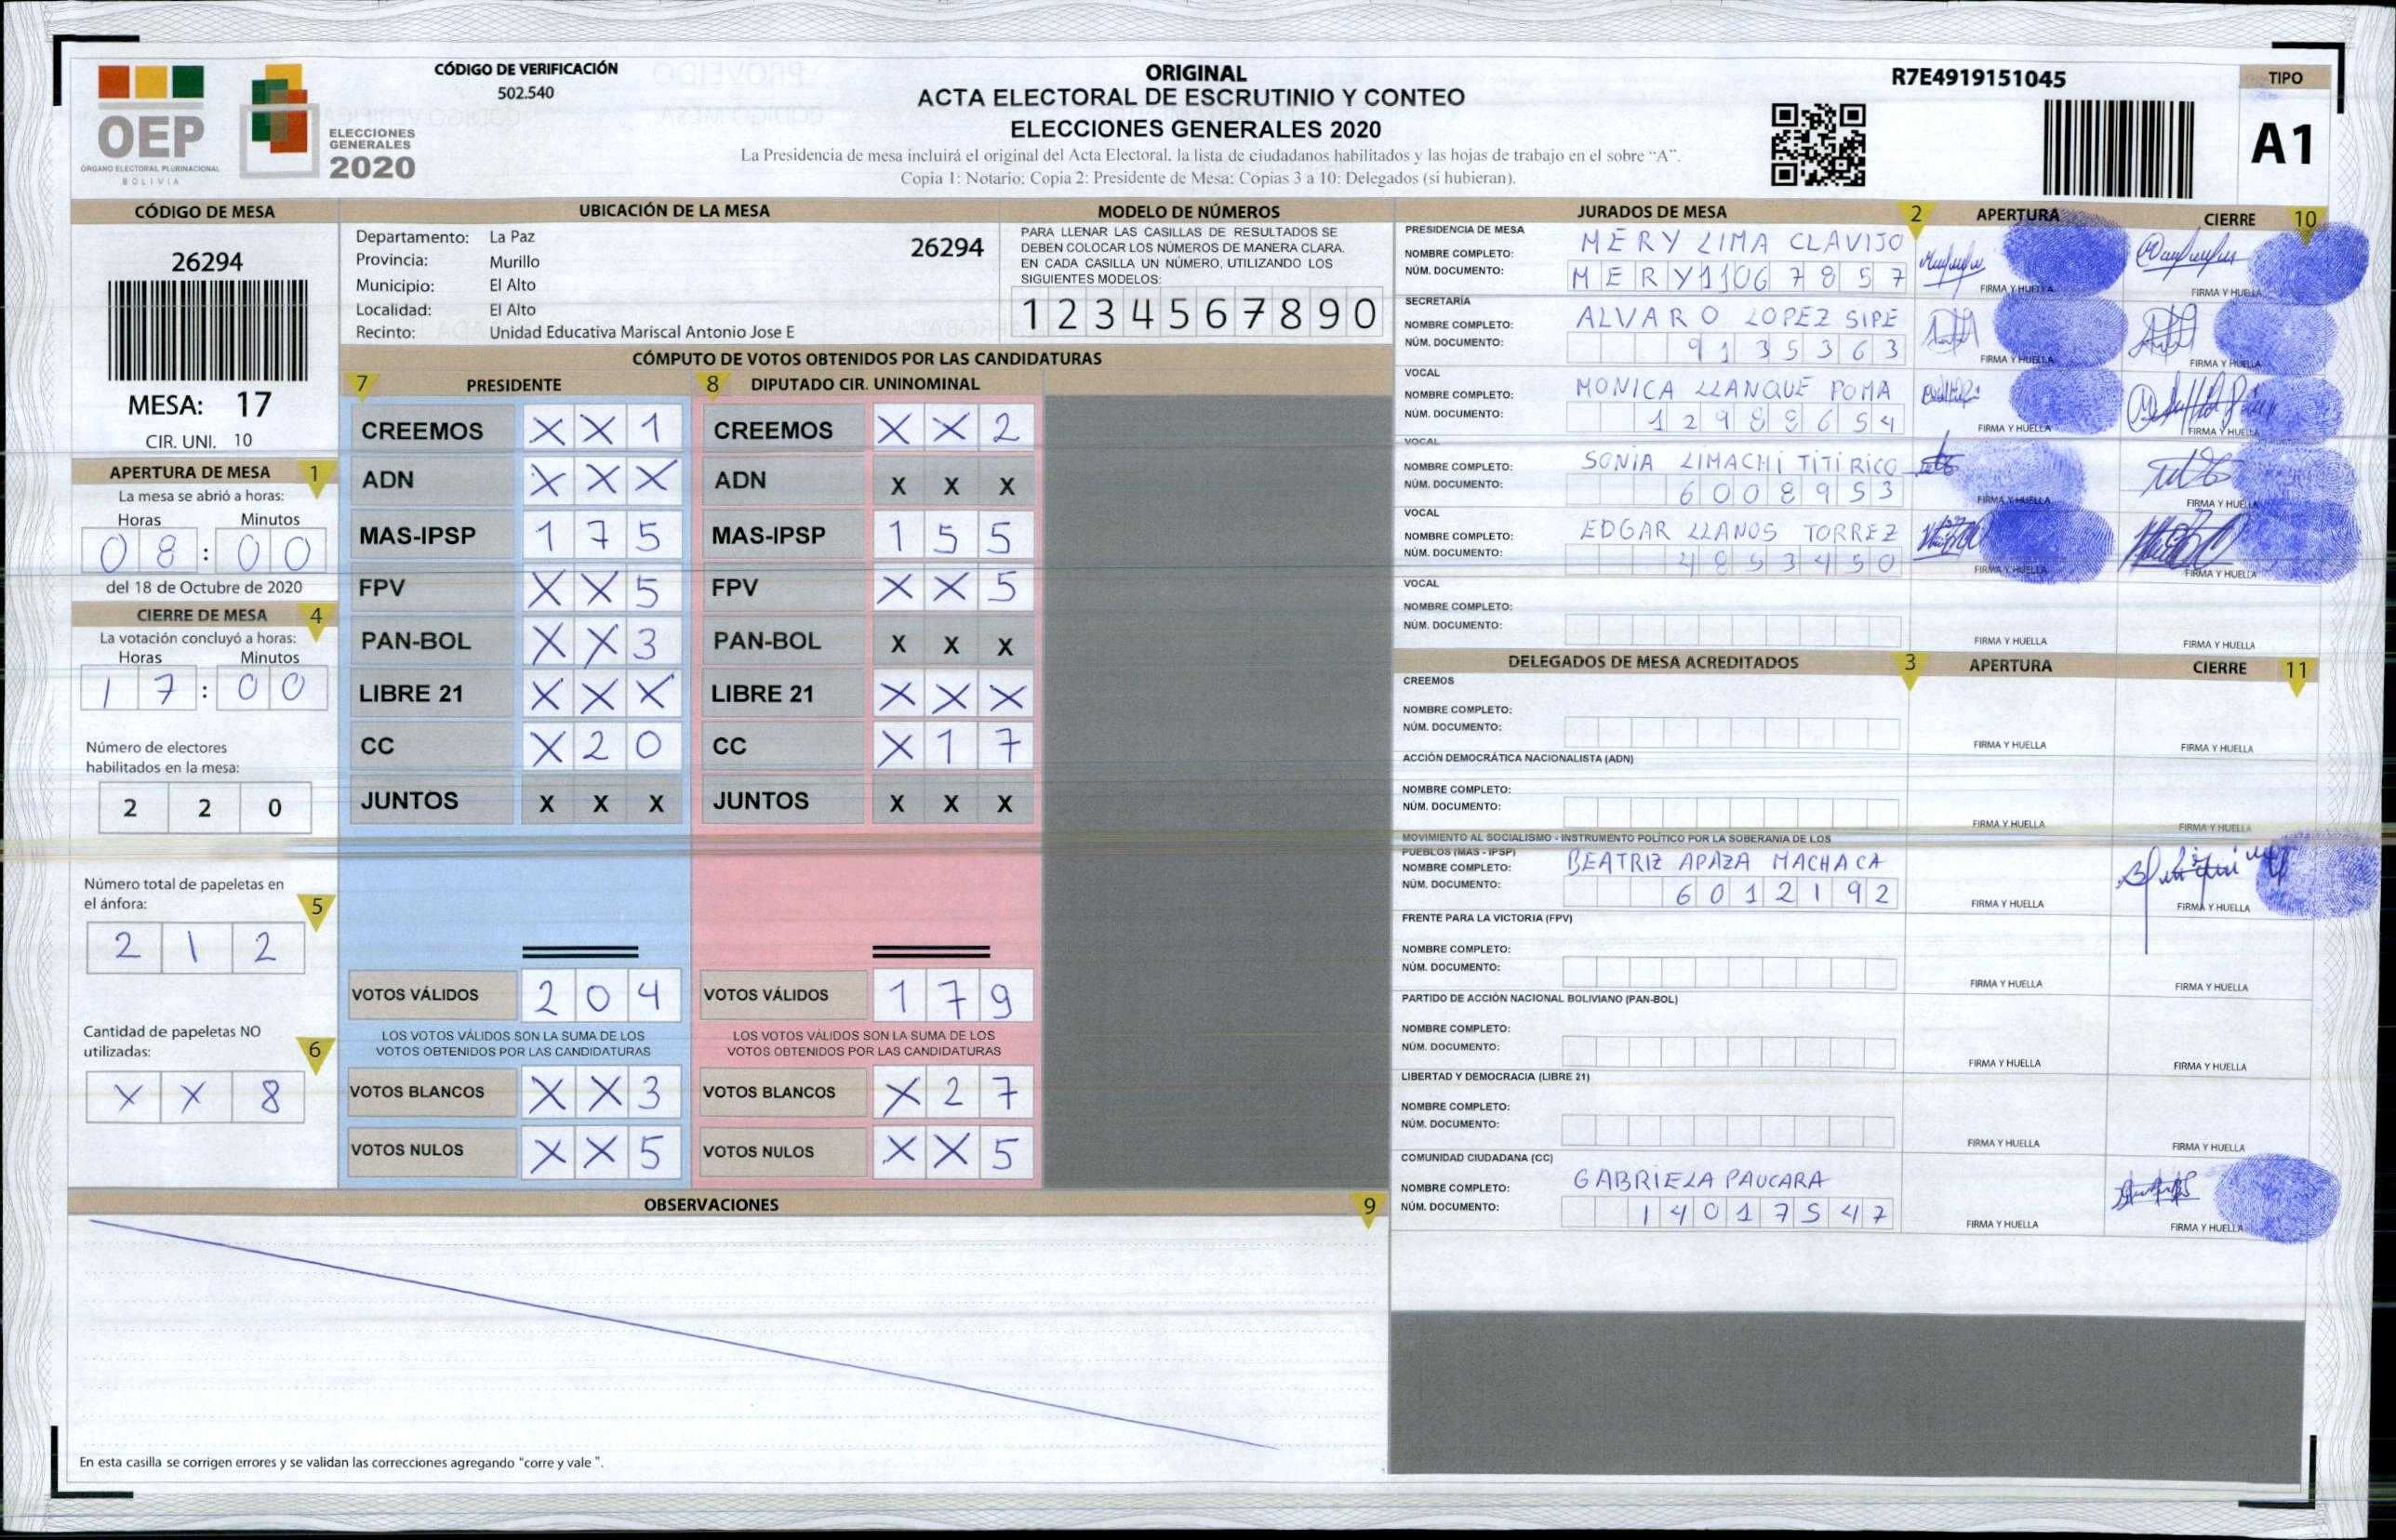 OEP
ÓRGANO ELECTORAL PLURINACIONAL
BOLIVIA
ELECCIONES
GENERALES
2020
CÓDIGO DE VERIFICACIÓN
502.540
ORIGINAL
ACTA ELECTORAL DE ESCRUTINIO Y CONTEO
ELECCIONES GENERALES 2020
La Presidencia de mesa incluirá el original del Acta Electoral, la lista de ciudadanos habilitados y las hojas de trabajo en el sobre "A".
Copia 1: Notario; Copia 2: Presidente de Mesa; Copias 3 a 10: Delegados (si hubieran).
R7E4919151045
TIPO
A1
CÓDIGO DE MESA
26294
MESA: 17
CIR. UNI. 10
APERTURA DE MESA 1
La mesa se abrió a horas:
Horas Minutos
08:00
del 18 de Octubre de 2020
CIERRE DE MESA 4
La votación concluyó a horas:
Horas Minutos
17:00
Número de electores
habilitados en la mesa:
2 2 0
Número total de papeletas en
el ánfora: 5
2 1 2
Cantidad de papeletas NO
utilizadas: 6
X X 8
UBICACIÓN DE LA MESA
Departamento: La Paz
26294
Provincia: Murillo
Municipio: El Alto
Localidad: El Alto
Recinto: Unidad Educativa Mariscal Antonio Jose E
MODELO DE NÚMEROS
PARA LLENAR LAS CASILLAS DE RESULTADOS SE
DEBEN COLOCAR LOS NÚMEROS DE MANERA CLARA.
EN CADA CASILLA UN NÚMERO, UTILIZANDO LOS
SIGUIENTES MODELOS:
1 2 3 4 5 6 7 8 9 0
CÓMPUTO DE VOTOS OBTENIDOS POR LAS CANDIDATURAS
7 PRESIDENTE 8 DIPUTADO CIR. UNINOMINAL
CREEMOS X X 1 CREEMOS X X 2
ADN X X X ADN X X X
MAS-IPSP 1 7 5 MAS-IPSP 1 5 5
FPV X X 5 FPV X X 5
PAN-BOL X X 3 PAN-BOL X X X
LIBRE 21 X X X LIBRE 21 X X X
CC X 2 0 CC X 1 7
JUNTOS X X X JUNTOS X X X
VOTOS VÁLIDOS 2 0 4 VOTOS VÁLIDOS 1 7 9
LOS VOTOS VÁLIDOS SON LA SUMA DE LOS LOS VOTOS VÁLIDOS SON LA SUMA DE LOS
VOTOS OBTENIDOS POR LAS CANDIDATURAS VOTOS OBTENIDOS POR LAS CANDIDATURAS
VOTOS BLANCOS X X 3 VOTOS BLANCOS X 2 7
VOTOS NULOS X X 5 VOTOS NULOS X X 5
OBSERVACIONES 9
En esta casilla se corrigen errores y se validan las correcciones agregando "corre y vale ".
JURADOS DE MESA 2 APERTURA CIERRE 10
PRESIDENCIA DE MESA
NOMBRE COMPLETO: MERY LIMA CLAVIJO
NÚM. DOCUMENTO: MERY11067857
FIRMA Y HUELLA FIRMA Y HUELLA
SECRETARÍA
NOMBRE COMPLETO: ALVARO LOPEZ SIPE
NÚM. DOCUMENTO: 9135363
FIRMA Y HUELLA FIRMA Y HUELLA
VOCAL
NOMBRE COMPLETO: MONICA LLANQUE POMA
NÚM. DOCUMENTO: 12988654
FIRMA Y HUELLA FIRMA Y HUELLA
VOCAL
NOMBRE COMPLETO: SONIA LIMACHI TITIRICO
NÚM. DOCUMENTO: 6008953
FIRMA Y HUELLA FIRMA Y HUELLA
VOCAL
NOMBRE COMPLETO: EDGAR LLANOS TORREZ
NÚM. DOCUMENTO: 4853450
FIRMA Y HUELLA FIRMA Y HUELLA
VOCAL
NOMBRE COMPLETO:
NÚM. DOCUMENTO:
FIRMA Y HUELLA FIRMA Y HUELLA
DELEGADOS DE MESA ACREDITADOS 3 APERTURA CIERRE 11
CREEMOS
NOMBRE COMPLETO:
NÚM. DOCUMENTO:
FIRMA Y HUELLA FIRMA Y HUELLA
ACCIÓN DEMOCRÁTICA NACIONALISTA (ADN)
NOMBRE COMPLETO:
NÚM. DOCUMENTO:
FIRMA Y HUELLA FIRMA Y HUELLA
MOVIMIENTO AL SOCIALISMO - INSTRUMENTO POLÍTICO POR LA SOBERANIA DE LOS
PUEBLOS (MAS - IPSP)
NOMBRE COMPLETO: BEATRIZ APAZA MACHACA
NÚM. DOCUMENTO: 6012192
FIRMA Y HUELLA FIRMA Y HUELLA
FRENTE PARA LA VICTORIA (FPV)
NOMBRE COMPLETO:
NÚM. DOCUMENTO:
FIRMA Y HUELLA FIRMA Y HUELLA
PARTIDO DE ACCIÓN NACIONAL BOLIVIANO (PAN-BOL)
NOMBRE COMPLETO:
NÚM. DOCUMENTO:
FIRMA Y HUELLA FIRMA Y HUELLA
LIBERTAD Y DEMOCRACIA (LIBRE 21)
NOMBRE COMPLETO:
NÚM. DOCUMENTO:
FIRMA Y HUELLA FIRMA Y HUELLA
COMUNIDAD CIUDADANA (CC)
NOMBRE COMPLETO: GABRIELA PAUCARA
NÚM. DOCUMENTO: 14017547
FIRMA Y HUELLA FIRMA Y HUELLA